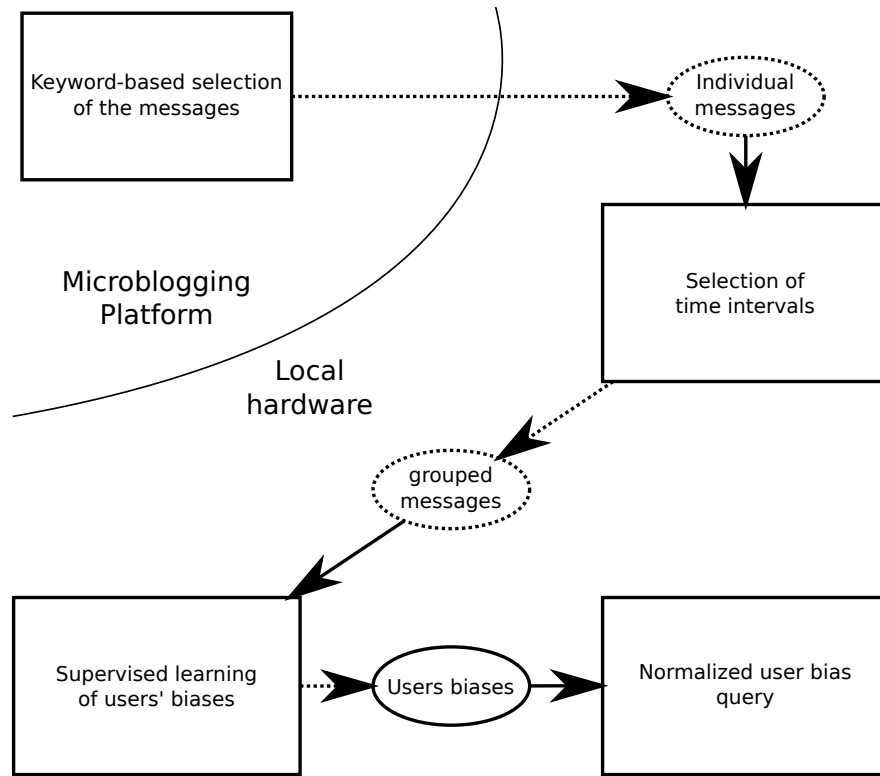 Keyword-based selection
of the messages
Individual
messages
Selection of
time intervals
Microblogging
Platform
Local
hardware
grouped
messages
Supervised learning
of users' biases
Users biases
Normalized user bias
query